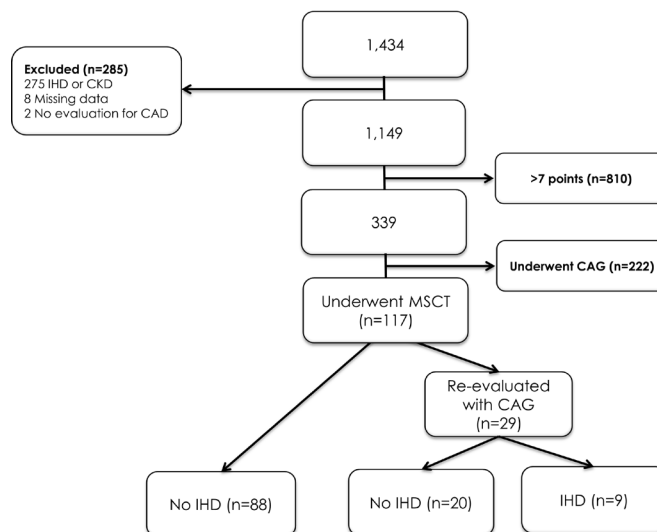 1,434
Excluded (n=285)
275 IHD or CKD
8 Missing data
2 No evaluation for CAD
1,149
>7 points (n=810)
339
Underwent CAG (n=222)
Underwent MSCT
(n=117)
Re-evaluated
with CAG
(n=29)
No IHD (n=88)
No IHD (n=20)
IHD (n=9)